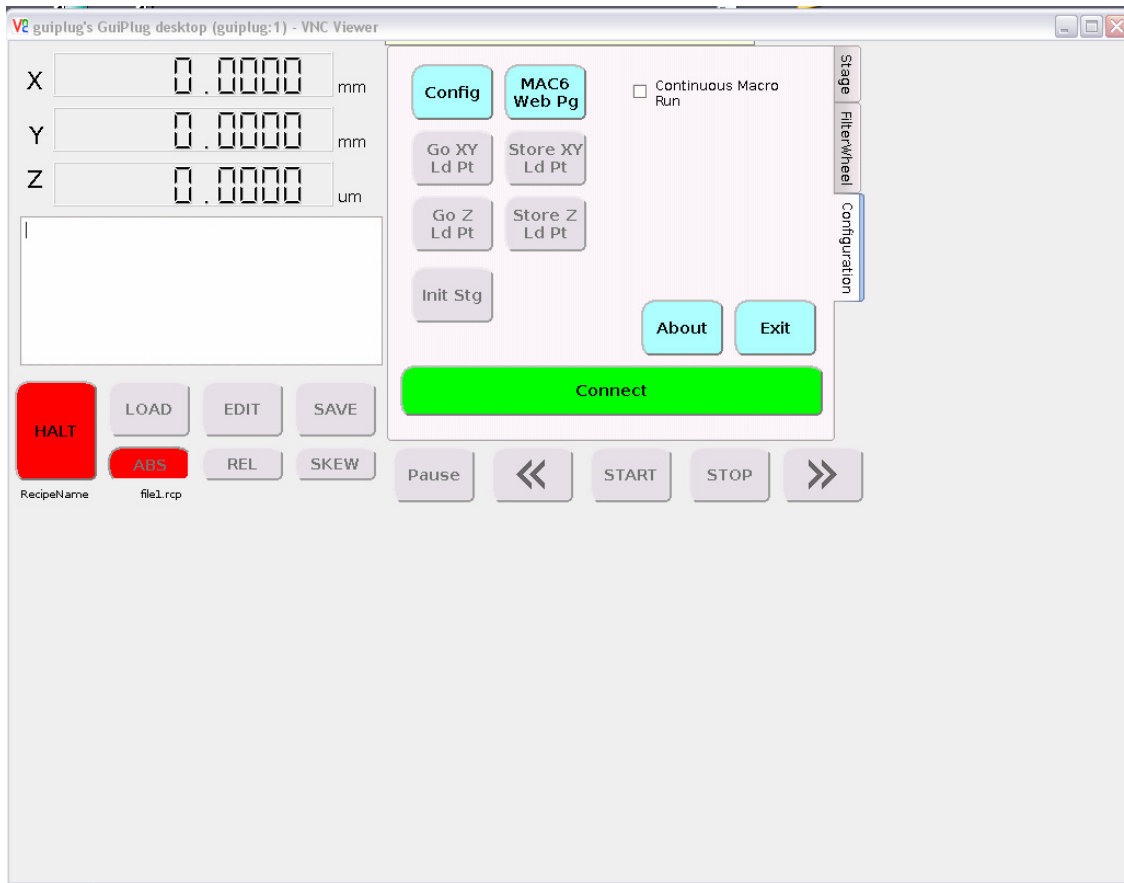 guiplug's GuiPlug desktop (guiplug:1) - VNC Viewer
X 0.0000 mm
Y 0.0000 mm
Z 0.0000 um
Config
MAC6
Web Pg
Continuous Macro
Run
Go XY
Ld Pt
Store XY
Ld Pt
Go Z
Ld Pt
Store Z
Ld Pt
Init Stg
About
Exit
Connect
Stage
FilterWheel
Configuration
HALT
LOAD
EDIT
SAVE
ABS
REL
SKEW
RecipeName
file1.rcp
Pause
START
STOP